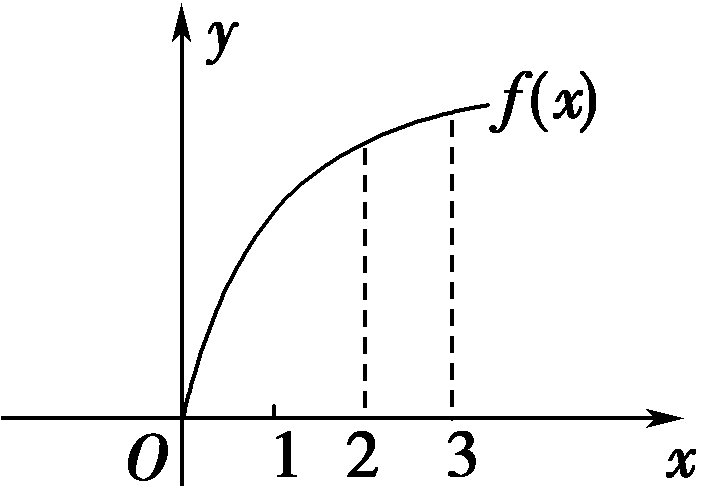 y
f(x)
O 1 2 3 x